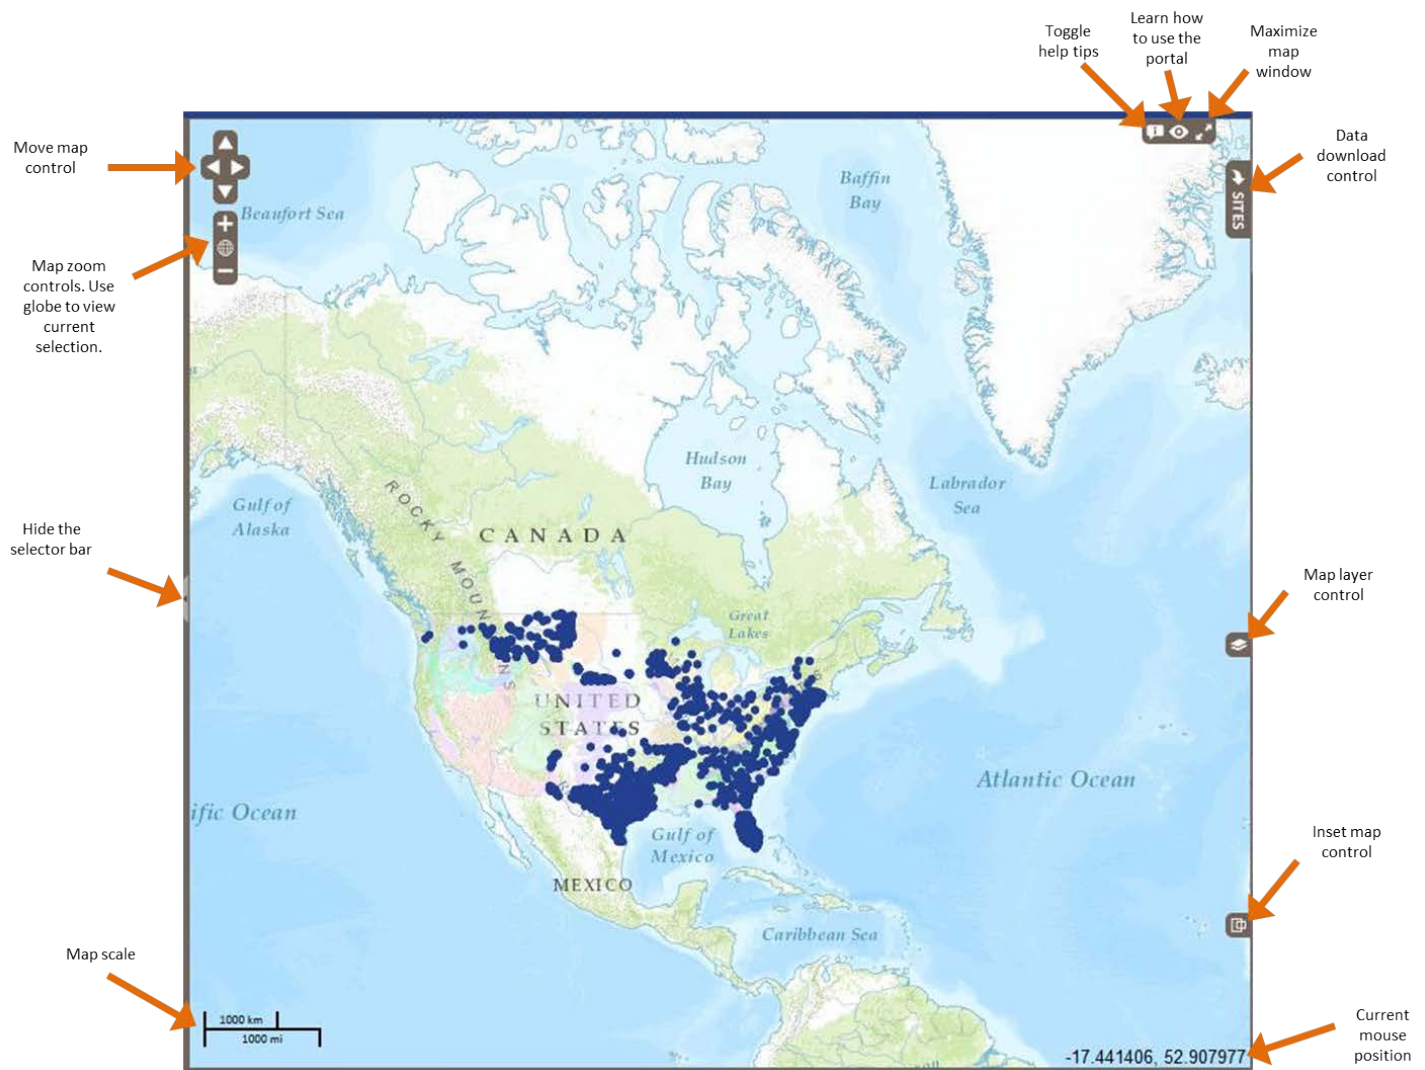 Toggle
help tips
Learn how
to use the
portal
Maximize
map
window
Move map
control
Data
download
control
SITES
Baffin
Bay
Beaufort Sea
Map zoom
controls. Use
globe to view
current
selection.
Hudson
Bay
Labrador
Sea
Gulf of
Alaska
ROCKY MOUN
NS
CANADA
Hide the
selector bar
Map layer
control
Great
Lakes
UNITED
STATES
Atlantic Ocean
ific Ocean
Gulf of
Mexico
MEXICO
Inset map
control
Caribbean Sea
Map scale
1000 km
1000 mi
-17.441406, 52.907977
Current
mouse
position